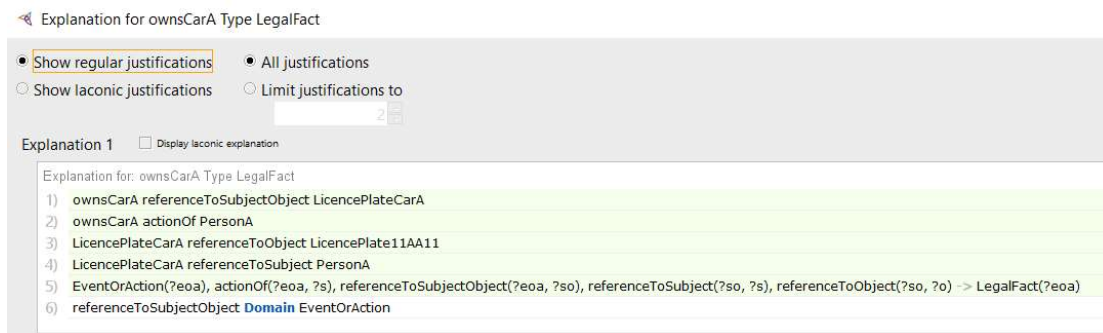 Explanation for ownsCarA Type LegalFact
Show regular justifications All justifications
Show laconic justifications Limit justifications to
2
Explanation 1 Display laconic explanation
Explanation for: ownsCarA Type LegalFact
1) ownsCarA referenceToSubjectObject LicencePlateCarA
2) ownsCarA actionOf PersonA
3) LicencePlateCarA referenceToObject LicencePlate11AA11
4) LicencePlateCarA referenceToSubject PersonA
5) EventOrAction(?eoa), actionOf(?eoa, ?s), referenceToSubjectObject(?eoa, ?so), referenceToSubject(?so, ?s), referenceToObject(?so, ?o) -> LegalFact(?eoa)
6) referenceToSubjectObject Domain EventOrAction